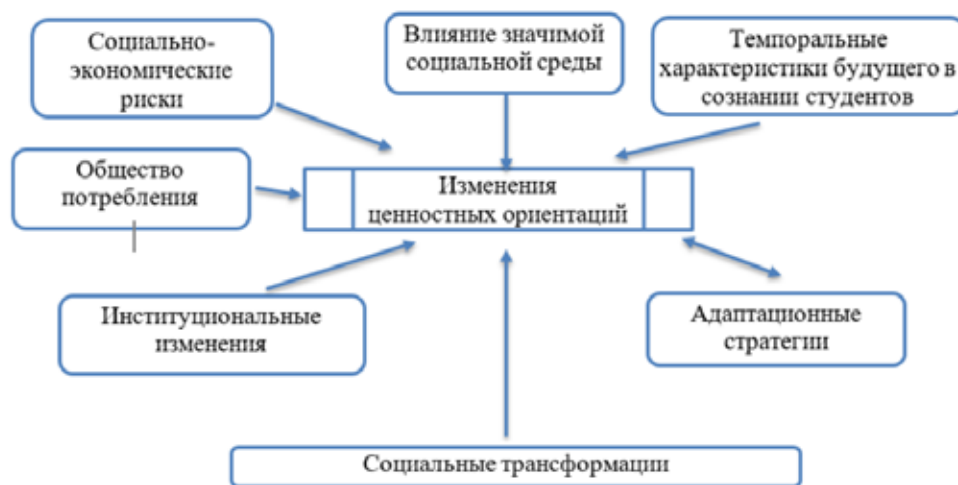 Социально-
экономические
риски
Влияние значимой
социальной среды
Темпоральные
характеристики будущего в
сознании студентов
Общество
потребления
Изменения
ценностных ориентаций
Институциональные
изменения
Адаптационные
стратегии
Социальные трансформации